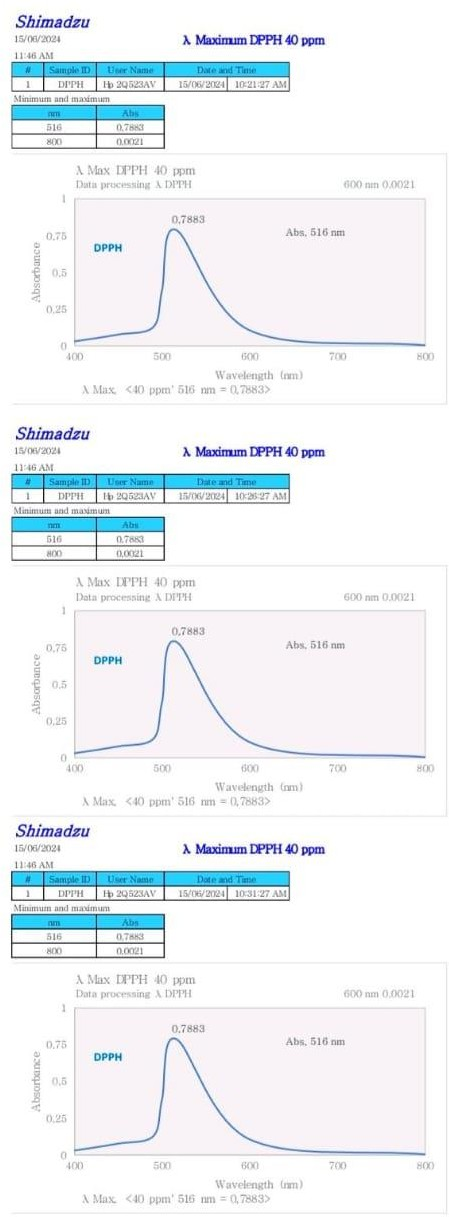 Shimadzu
15/06/2024
λ Maximum DPPH 40 ppm
11:46 AM
# Sample ID User Name Date and Time
1 DPPH Hp 2Q523AV 15/06/2024 10:21:27 AM
Minimum and maximum
nm Abs
516 0,7883
800 0,0021
λ Max DPPH 40 ppm
Data processing λ DPPH 600 nm 0,0021
1
0,7883
0,75
Abs, 516 nm
DPPH
0,5
Absorbance
0,25
0
400 500 600 700 800
Wavelength (nm)
λ Max, <40 ppm' 516 nm = 0,7883>
Shimadzu
15/06/2024
λ Maximum DPPH 40 ppm
11:46 AM
# Sample ID User Name Date and Time
1 DPPH Hp 2Q523AV 15/06/2024 10:26:27 AM
Minimum and maximum
nm Abs
516 0,7883
800 0,0021
λ Max DPPH 40 ppm
Data processing λ DPPH 600 nm 0,0021
1
0,7883
0,75
Abs, 516 nm
DPPH
0,5
Absorbance
0,25
0
400 500 600 700 800
Wavelength (nm)
λ Max, <40 ppm' 516 nm = 0,7883>
Shimadzu
15/06/2024
λ Maximum DPPH 40 ppm
11:46 AM
# Sample ID User Name Date and Time
1 DPPH Hp 2Q523AV 15/06/2024 10:31:27 AM
Minimum and maximum
nm Abs
516 0,7883
800 0,0021
λ Max DPPH 40 ppm
Data processing λ DPPH 600 nm 0,0021
1
0,7883
0,75
Abs, 516 nm
DPPH
0,5
Absorbance
0,25
0
400 500 600 700 800
Wavelength (nm)
λ Max, <40 ppm' 516 nm = 0,7883>